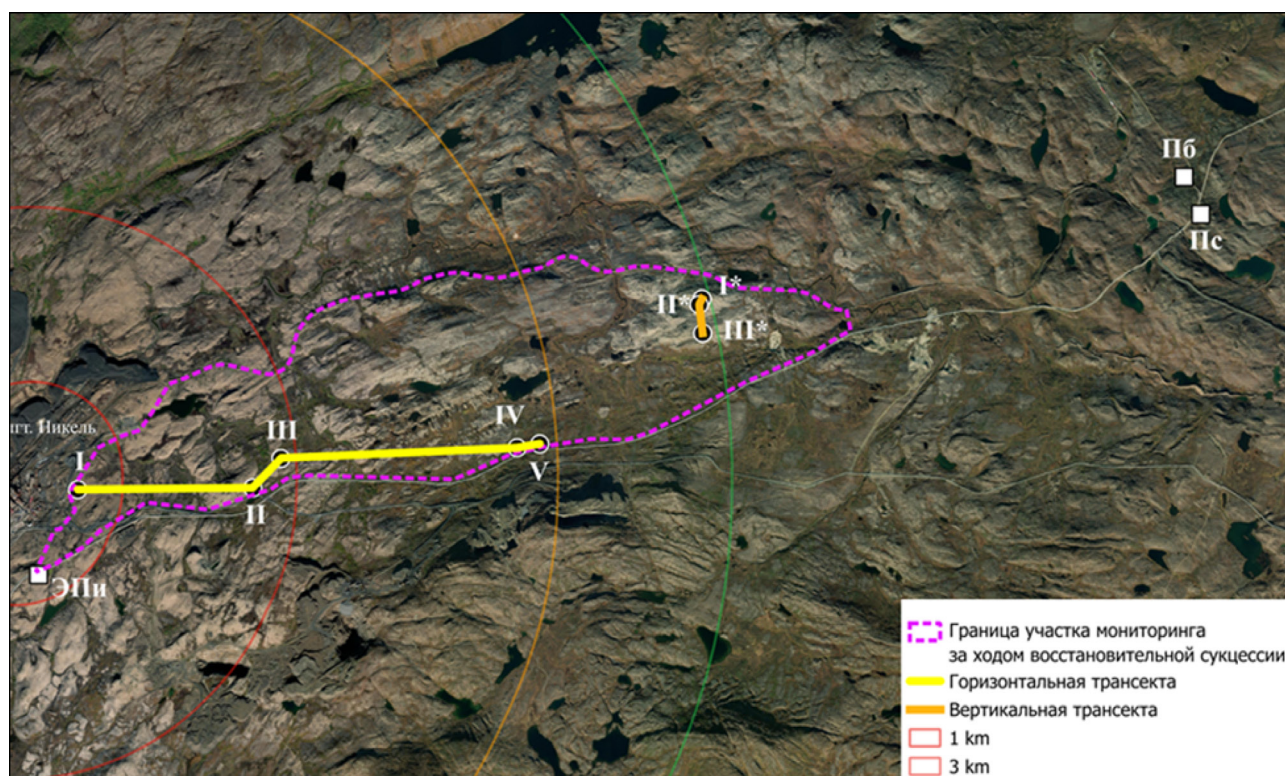 Пб
Пс
I*
II*
III*
IV
III
пгт. Никель
I
V
II
ЭПи
Граница участка мониторинга
за ходом восстановительной сукцессии
Горизонтальная трансекта
Вертикальная трансекта
1 km
3 km